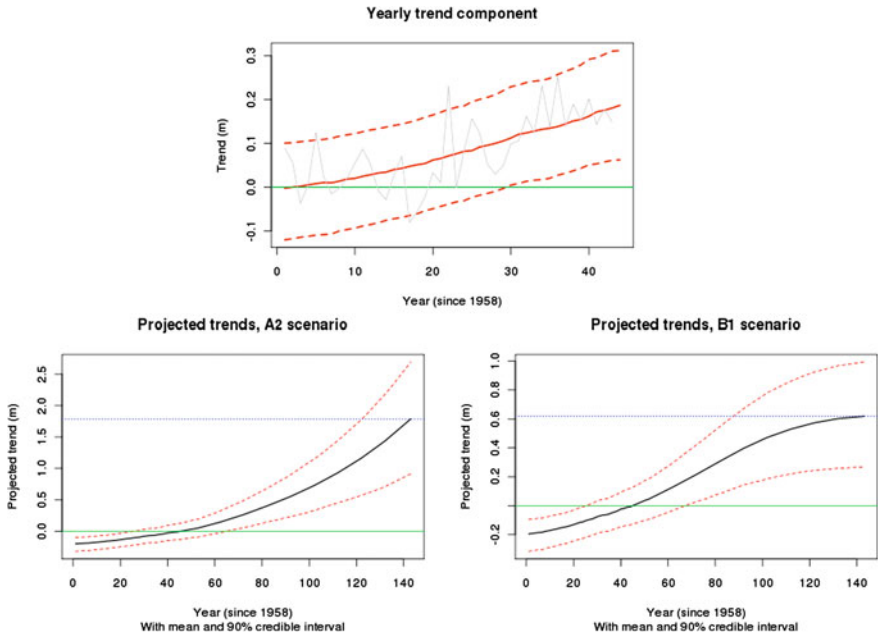 Yearly trend component
Trend (m)
0.3
0.2
0.1
0.0
-0.1
0 10 20 30 40
Year (since 1958)
Projected trends, A2 scenario
Projected trend (m)
2.5
2.0
1.5
1.0
0.5
0.0
0 20 40 60 80 100 120 140
Year (since 1958)
With mean and 90% credible interval
Projected trends, B1 scenario
Projected trend (m)
1.0
0.8
0.6
0.4
0.2
-0.2
0 20 40 60 80 100 120 140
Year (since 1958)
With mean and 90% credible interval